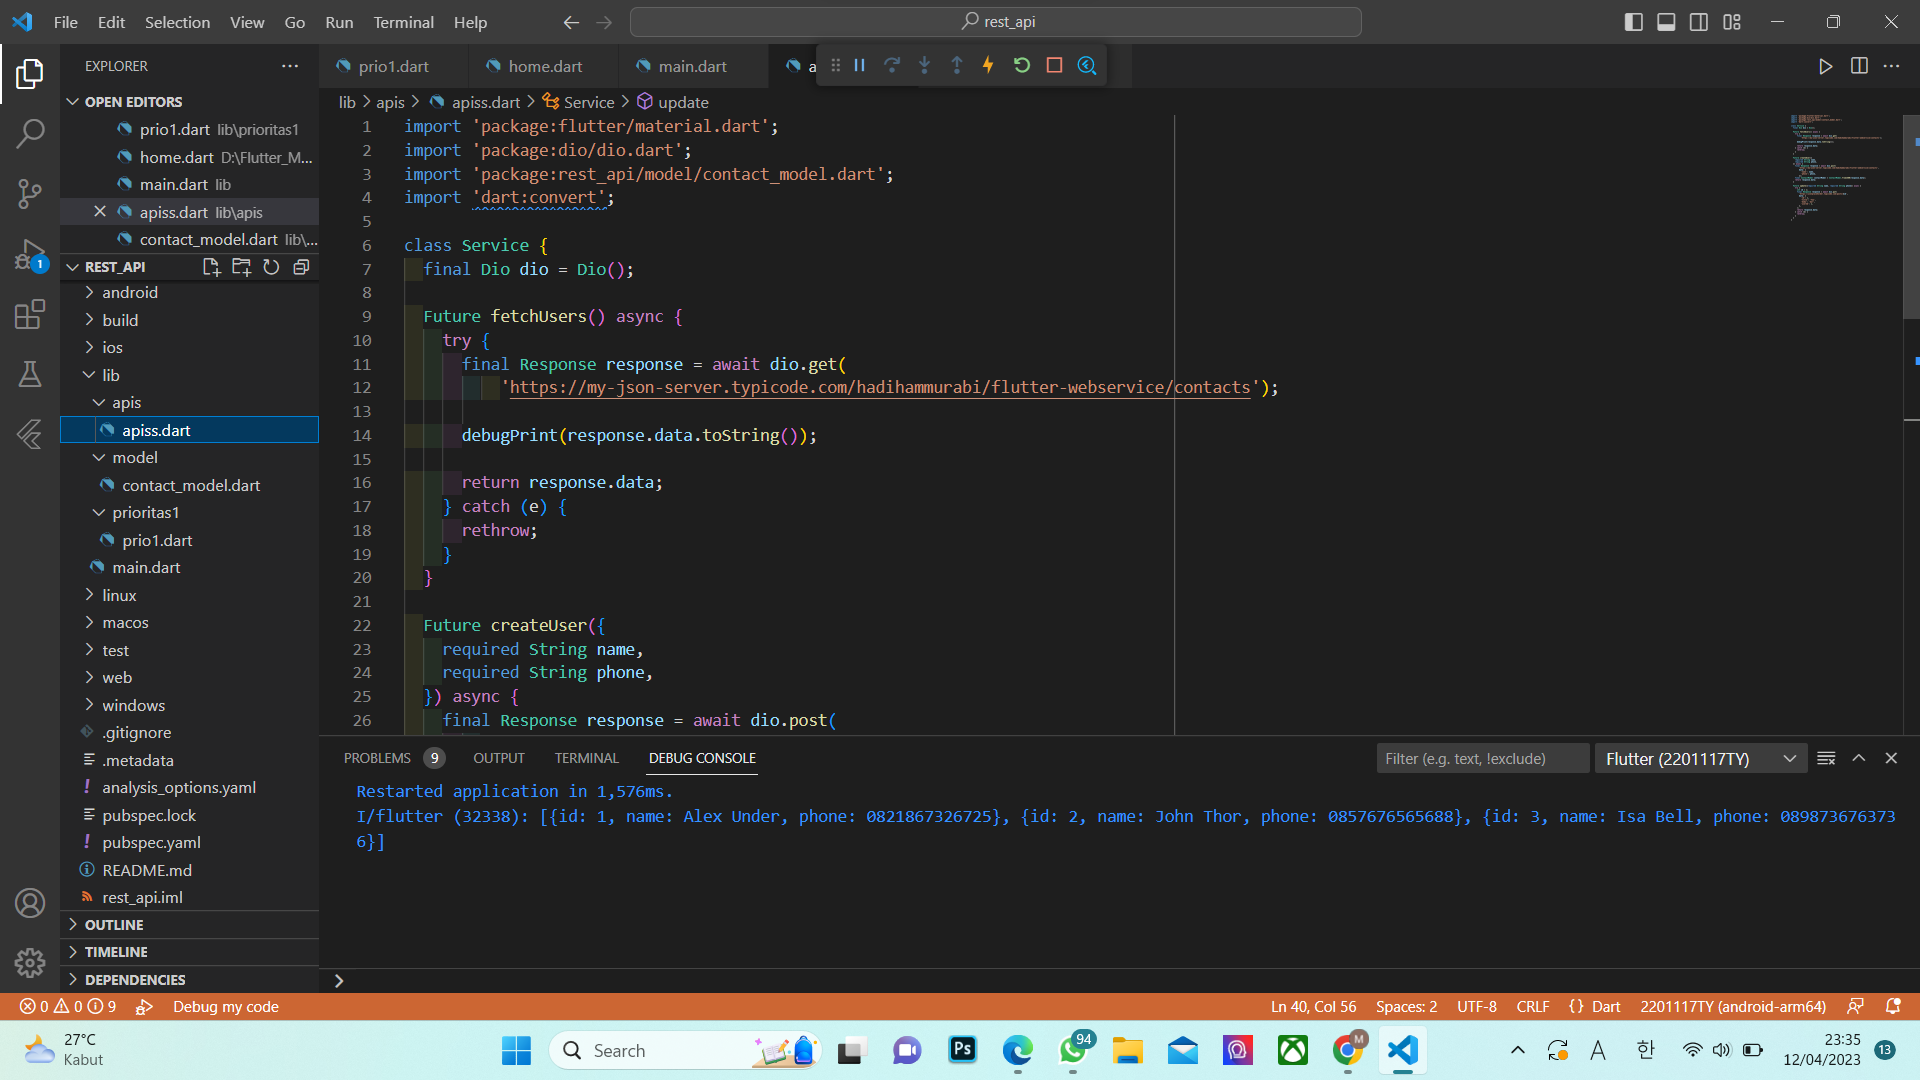 File Edit Selection View Go Run Terminal Help
rest_api
EXPLORER
OPEN EDITORS
prio1.dart lib\prioritas1
home.dart D:\Flutter_M...
main.dart lib
apiss.dart lib\apis
contact_model.dart lib\...
REST_API
android
build
ios
lib
apis
apiss.dart
model
contact_model.dart
prioritas1
prio1.dart
main.dart
linux
macos
test
web
windows
.gitignore
.metadata
analysis_options.yaml
pubspec.lock
pubspec.yaml
README.md
rest_api.iml
OUTLINE
TIMELINE
DEPENDENCIES
1
prio1.dart home.dart main.dart a
lib > apis > apiss.dart > Service > update
1 import 'package:flutter/material.dart';
2 import 'package:dio/dio.dart';
3 import 'package:rest_api/model/contact_model.dart';
4 import 'dart:convert';
5
6 class Service {
7 final Dio dio = Dio();
8
9 Future fetchUsers() async {
10 try {
11 final Response response = await dio.get(
12 'https://my-json-server.typicode.com/hadihammurabi/flutter-webservice/contacts');
13
14 debugPrint(response.data.toString());
15
16 return response.data;
17 } catch (e) {
18 rethrow;
19 }
20 }
21
22 Future createUser({
23 required String name,
24 required String phone,
25 }) async {
26 final Response response = await dio.post(
PROBLEMS 9 OUTPUT TERMINAL DEBUG CONSOLE
Filter (e.g. text, !exclude) Flutter (2201117TY)
Restarted application in 1,576ms.
I/flutter (32338): [{id: 1, name: Alex Under, phone: 0821867326725}, {id: 2, name: John Thor, phone: 0857676565688}, {id: 3, name: Isa Bell, phone: 089873676373
6}]
0 0 9 Debug my code
Ln 40, Col 56 Spaces: 2 UTF-8 CRLF {} Dart 2201117TY (android-arm64)
27°C
Kabut
Search
Ps
94
M
A 한
23:35
12/04/2023
13